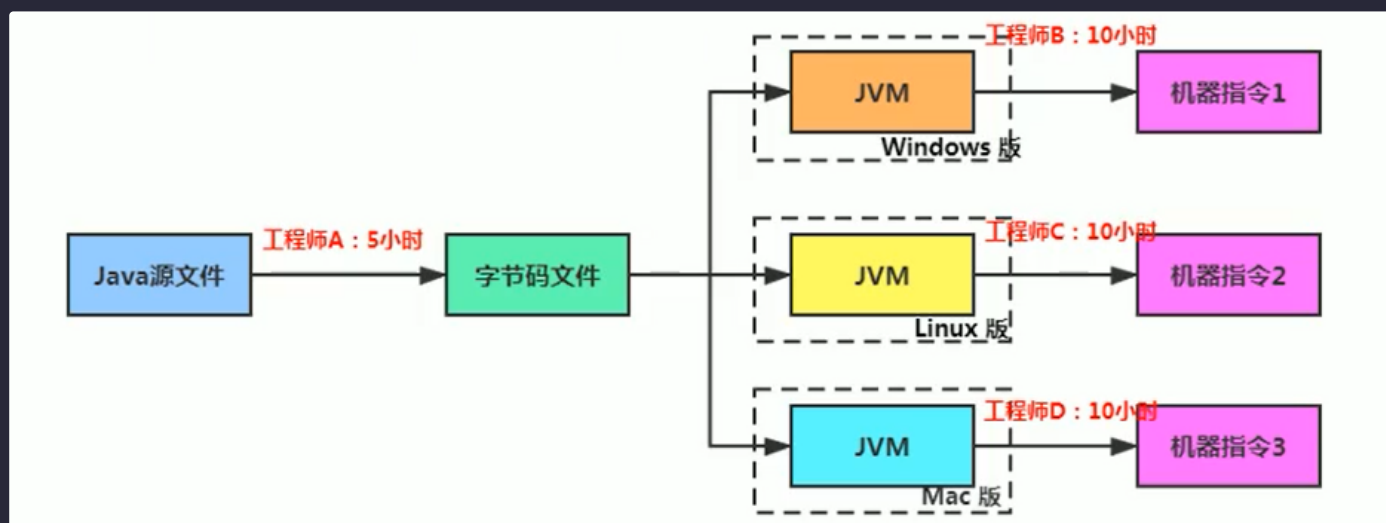 工程师B：10小时
JVM
机器指令1
Windows 版
工程师A：5小时
工程师C：10小时
Java源文件
字节码文件
JVM
机器指令2
Linux 版
工程师D：10小时
JVM
机器指令3
Mac 版